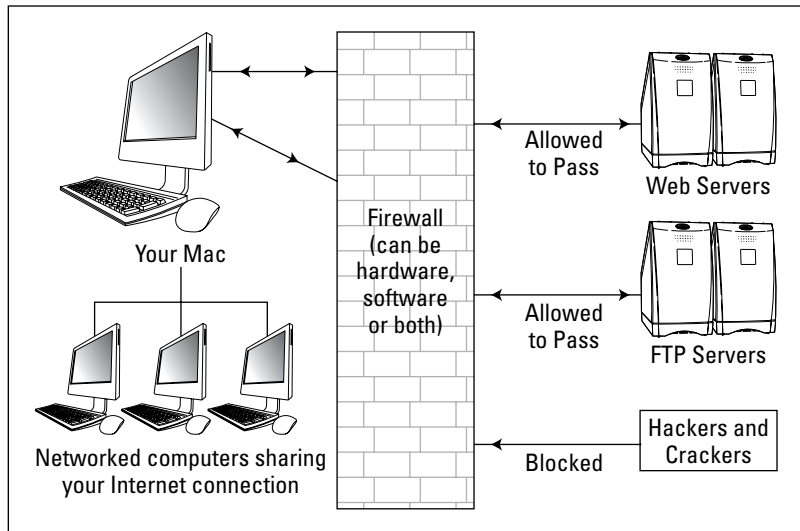 Your Mac
Networked computers sharing
your Internet connection
Firewall
(can be
hardware,
software
or both)
Allowed
to Pass
Web Servers
Allowed
to Pass
FTP Servers
Blocked
Hackers and
Crackers